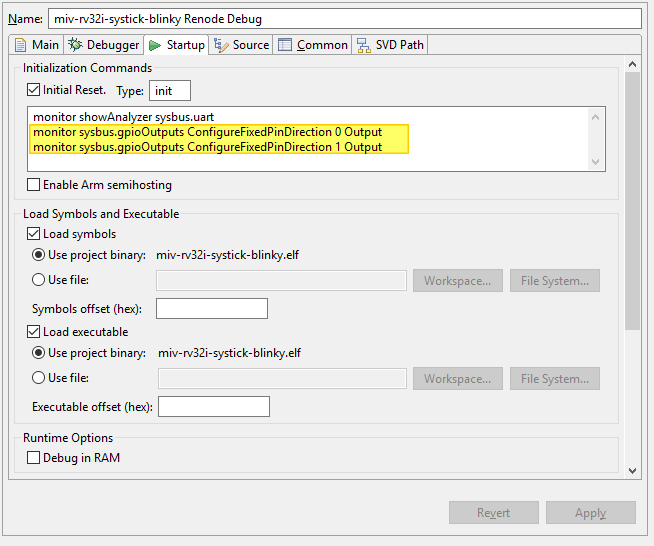 Name: miv-rv32i-systick-blinky Renode Debug
Main Debugger Startup Source Common SVD Path
Initialization Commands
Initial Reset. Type: init
monitor showAnalyzer sysbus.uart
monitor sysbus.gpioOutputs ConfigureFixedPinDirection 0 Output
monitor sysbus.gpioOutputs ConfigureFixedPinDirection 1 Output
Enable Arm semihosting
Load Symbols and Executable
Load symbols
Use project binary: miv-rv32i-systick-blinky.elf
Use file: Workspace... File System...
Symbols offset (hex):
Load executable
Use project binary: miv-rv32i-systick-blinky.elf
Use file: Workspace... File System...
Executable offset (hex):
Runtime Options
Debug in RAM
Revert Apply